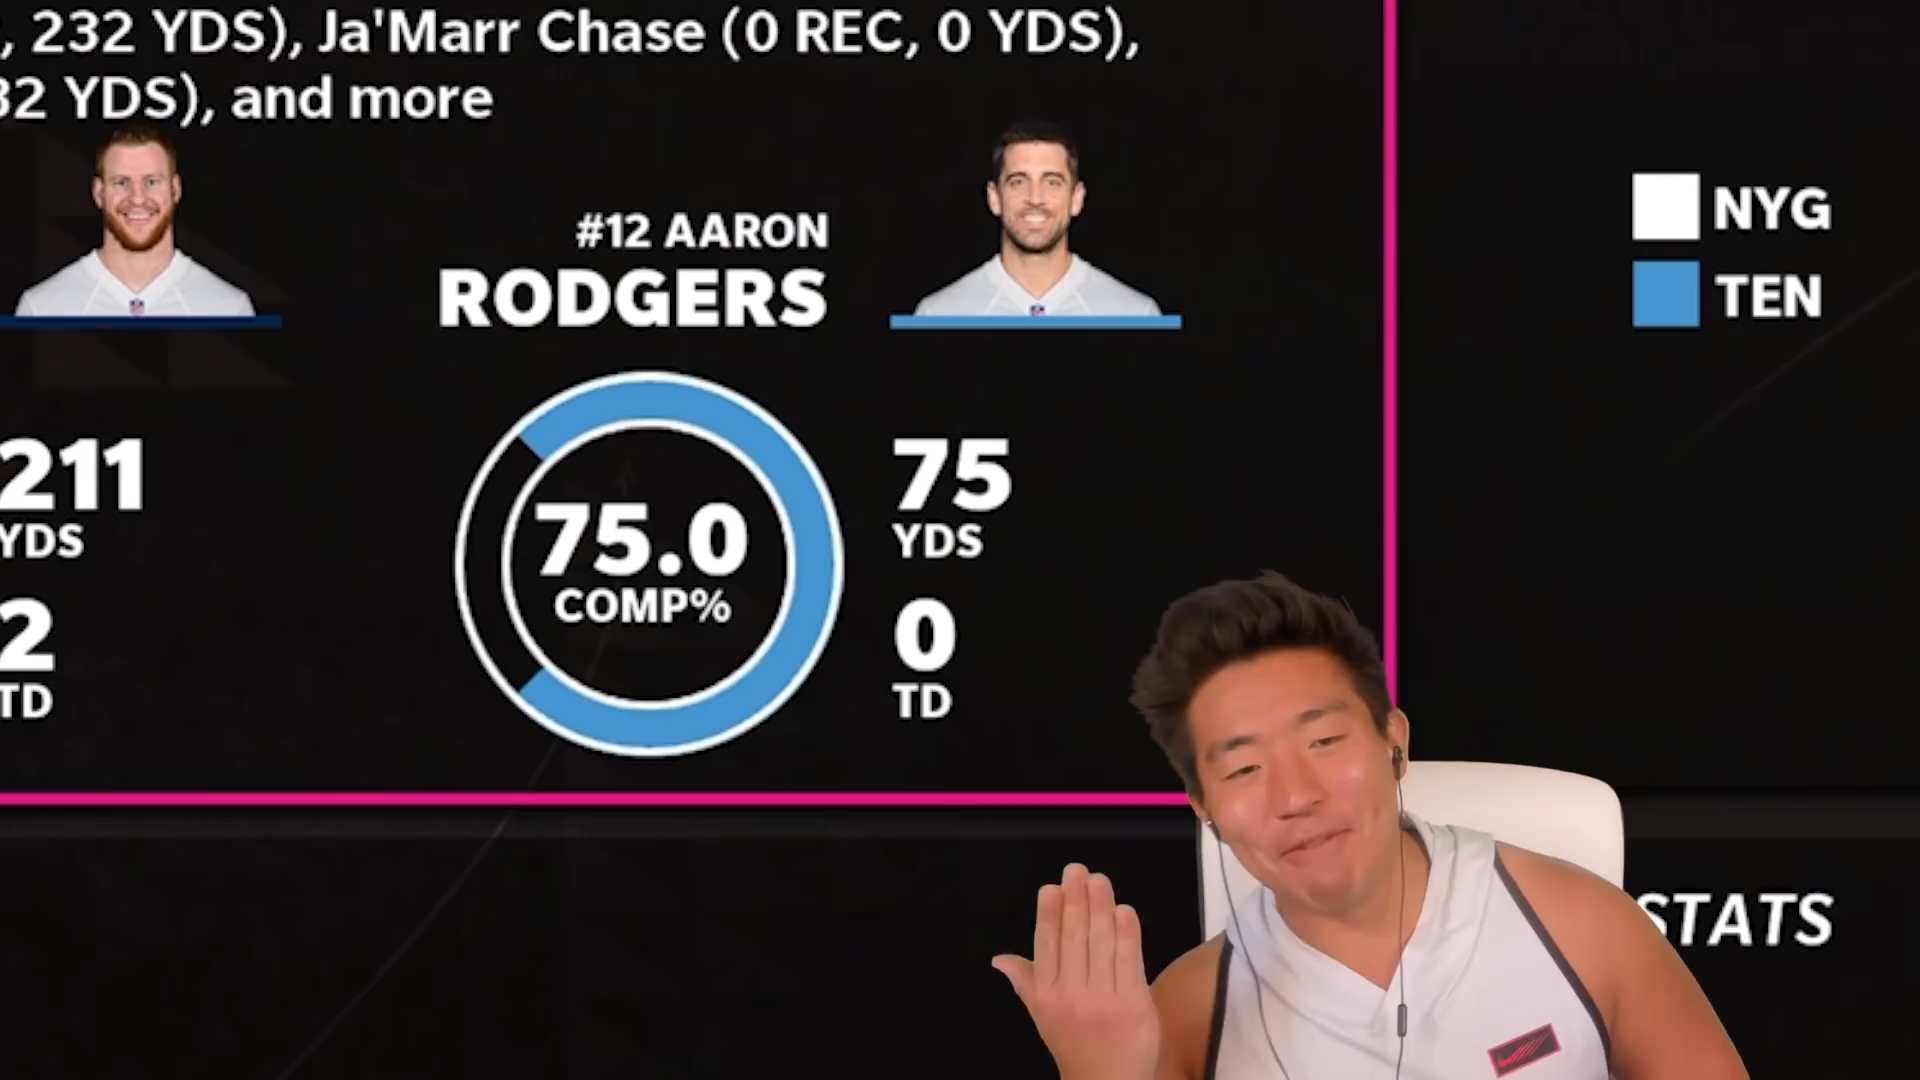 , 232 YDS), Ja'Marr Chase (0 REC, 0 YDS),
32 YDS), and more
#12 AARON
RODGERS
211
YDS
2
TD
75.0
COMP%
75
YDS
0
TD
NYG
TEN
STATS